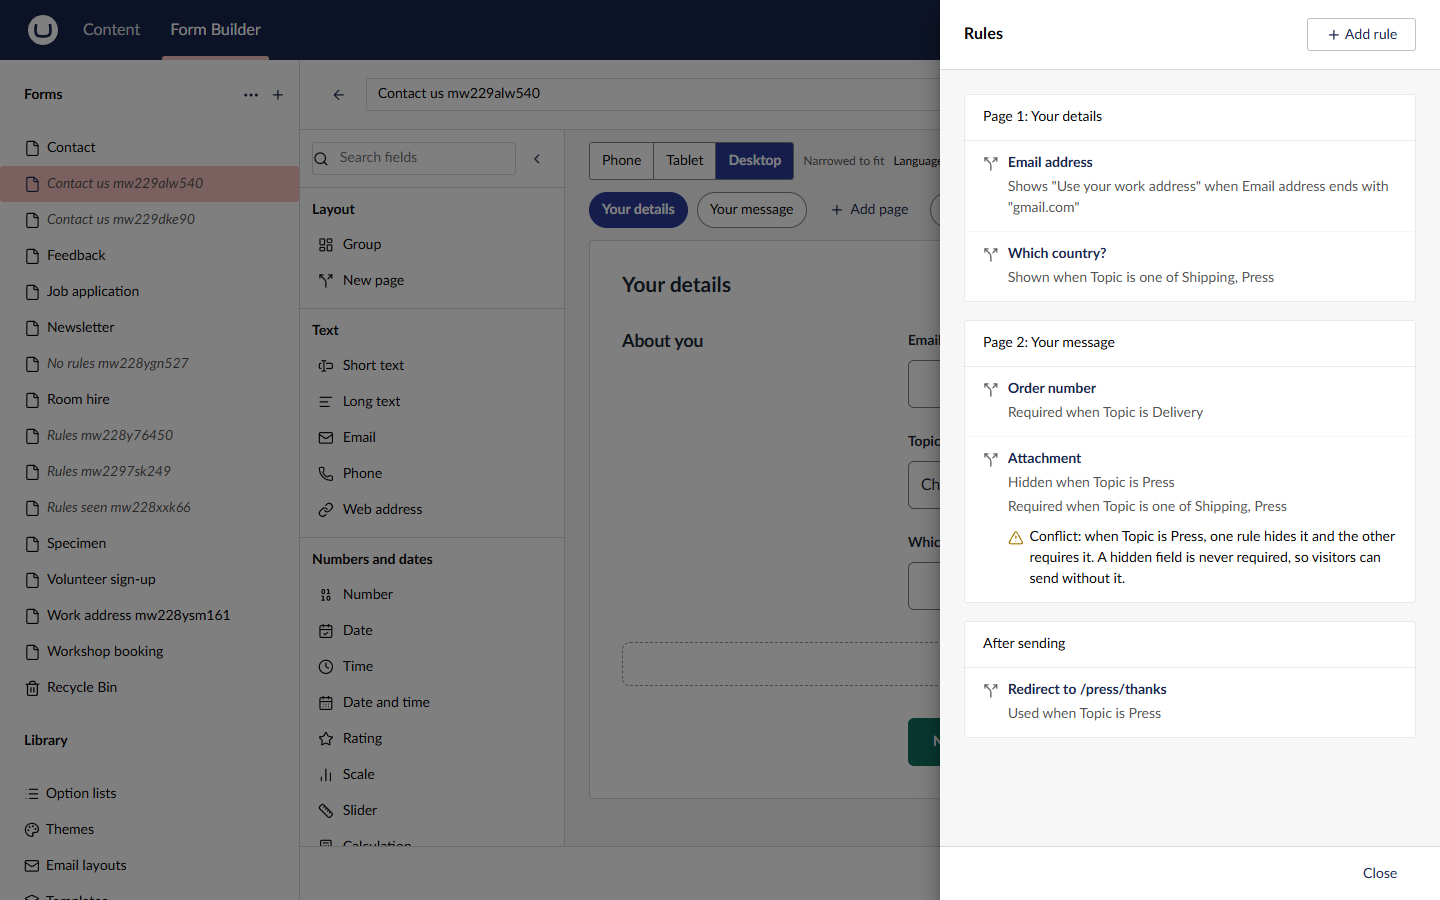 Content
Form Builder
Forms
Contact
Contact us mw229alw540
Contact us mw229dke90
Feedback
Job application
Newsletter
No rules mw228ygn527
Room hire
Rules mw228y76450
Rules mw2297sk249
Rules seen mw228xxk66
Specimen
Volunteer sign-up
Work address mw228ysm161
Workshop booking
Recycle Bin
Library
Option lists
Themes
Email layouts
Templates
Contact us mw229alw540
Search fields
Layout
Group
New page
Text
Short text
Long text
Email
Phone
Web address
Numbers and dates
Number
Date
Time
Date and time
Rating
Scale
Slider
Calculation
Phone
Tablet
Desktop
Narrowed to fit
Language
Your details
Your message
Add page
Your details
About you
Email
Topic
Ch
Whic
N
Rules
Add rule
Page 1: Your details
Email address
Shows "Use your work address" when Email address ends with
"gmail.com"
Which country?
Shown when Topic is one of Shipping, Press
Page 2: Your message
Order number
Required when Topic is Delivery
Attachment
Hidden when Topic is Press
Required when Topic is one of Shipping, Press
Conflict: when Topic is Press, one rule hides it and the other
requires it. A hidden field is never required, so visitors can
send without it.
After sending
Redirect to /press/thanks
Used when Topic is Press
Close